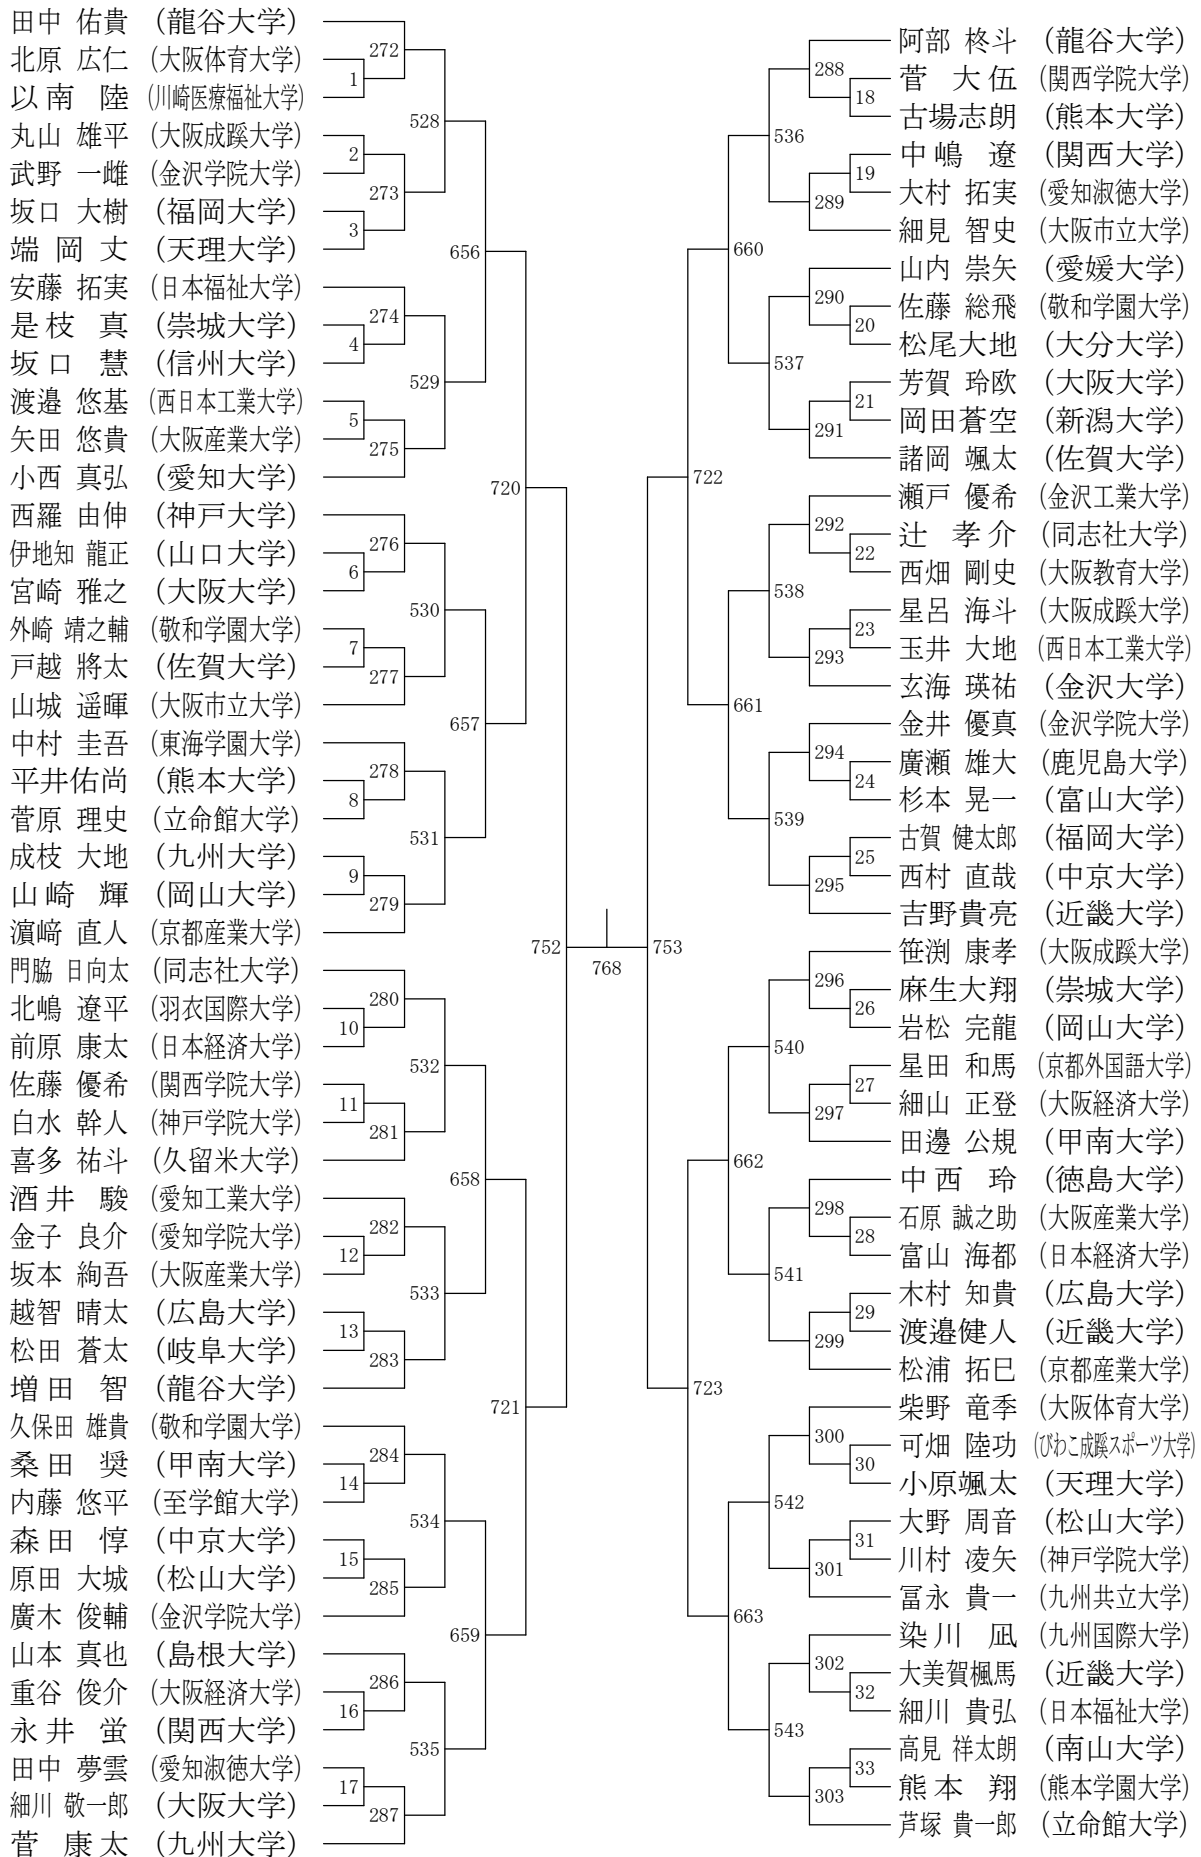 田中 佑貴 (龍谷大学)
北原 広仁 (大阪体育大学)
以南 陸 (川崎医療福祉大学)
丸山 雄平 (大阪成蹊大学)
武野 一雌 (金沢学院大学)
坂口 大樹 (福岡大学)
端岡 丈 (天理大学)
安藤 拓実 (日本福祉大学)
是枝 真 (崇城大学)
坂口 慧 (信州大学)
渡邉 悠基 (西日本工業大学)
矢田 悠貴 (大阪産業大学)
小西 真弘 (愛知大学)
西羅 由伸 (神戸大学)
伊地知 龍正 (山口大学)
宮崎 雅之 (大阪大学)
外崎 靖之輔 (敬和学園大学)
戸越 將太 (佐賀大学)
山城 遥暉 (大阪市立大学)
中村 圭吾 (東海学園大学)
平井佑尚 (熊本大学)
菅原 理史 (立命館大学)
成枝 大地 (九州大学)
山崎 輝 (岡山大学)
濵﨑 直人 (京都産業大学)
門脇 日向太 (同志社大学)
北嶋 遼平 (羽衣国際大学)
前原 康太 (日本経済大学)
佐藤 優希 (関西学院大学)
白水 幹人 (神戸学院大学)
喜多 祐斗 (久留米大学)
酒井 駿 (愛知工業大学)
金子 良介 (愛知学院大学)
坂本 絢吾 (大阪産業大学)
越智 晴太 (広島大学)
松田 蒼太 (岐阜大学)
増田 智 (龍谷大学)
久保田 雄貴 (敬和学園大学)
桑田 奨 (甲南大学)
内藤 悠平 (至学館大学)
森田 惇 (中京大学)
原田 大城 (松山大学)
廣木 俊輔 (金沢学院大学)
山本 真也 (島根大学)
重谷 俊介 (大阪経済大学)
永井 蛍 (関西大学)
田中 夢雲 (愛知淑徳大学)
細川 敬一郎 (大阪大学)
菅 康太 (九州大学)
1
2
3
4
5
6
7
8
9
10
11
12
13
14
15
16
17
272
273
274
275
276
277
278
279
280
281
282
283
284
285
286
287
528
529
530
531
532
533
534
535
656
657
658
659
720
721
752
768
753
722
723
660
661
662
663
536
537
538
539
540
541
542
543
288
289
290
291
292
293
294
295
296
297
298
299
300
301
302
303
18
19
20
21
22
23
24
25
26
27
28
29
30
31
32
33
阿部 柊斗 (龍谷大学)
菅 大伍 (関西学院大学)
古場志朗 (熊本大学)
中嶋 遼 (関西大学)
大村 拓実 (愛知淑徳大学)
細見 智史 (大阪市立大学)
山内 崇矢 (愛媛大学)
佐藤 総飛 (敬和学園大学)
松尾大地 (大分大学)
芳賀 玲欧 (大阪大学)
岡田蒼空 (新潟大学)
諸岡 颯太 (佐賀大学)
瀬戸 優希 (金沢工業大学)
辻 孝介 (同志社大学)
西畑 剛史 (大阪教育大学)
星呂 海斗 (大阪成蹊大学)
玉井 大地 (西日本工業大学)
玄海 瑛祐 (金沢大学)
金井 優真 (金沢学院大学)
廣瀬 雄大 (鹿児島大学)
杉本 晃一 (富山大学)
古賀 健太郎 (福岡大学)
西村 直哉 (中京大学)
吉野貴亮 (近畿大学)
笹渕 康孝 (大阪成蹊大学)
麻生大翔 (崇城大学)
岩松 完龍 (岡山大学)
星田 和馬 (京都外国語大学)
細山 正登 (大阪経済大学)
田邊 公規 (甲南大学)
中西 玲 (徳島大学)
石原 誠之助 (大阪産業大学)
富山 海都 (日本経済大学)
木村 知貴 (広島大学)
渡邉健人 (近畿大学)
松浦 拓巳 (京都産業大学)
柴野 竜季 (大阪体育大学)
可畑 陸功 (びわこ成蹊スポーツ大学)
小原颯太 (天理大学)
大野 周音 (松山大学)
川村 凌矢 (神戸学院大学)
冨永 貴一 (九州共立大学)
染川 凪 (九州国際大学)
大美賀楓馬 (近畿大学)
細川 貴弘 (日本福祉大学)
高見 祥太朗 (南山大学)
熊本 翔 (熊本学園大学)
芦塚 貴一郎 (立命館大学)